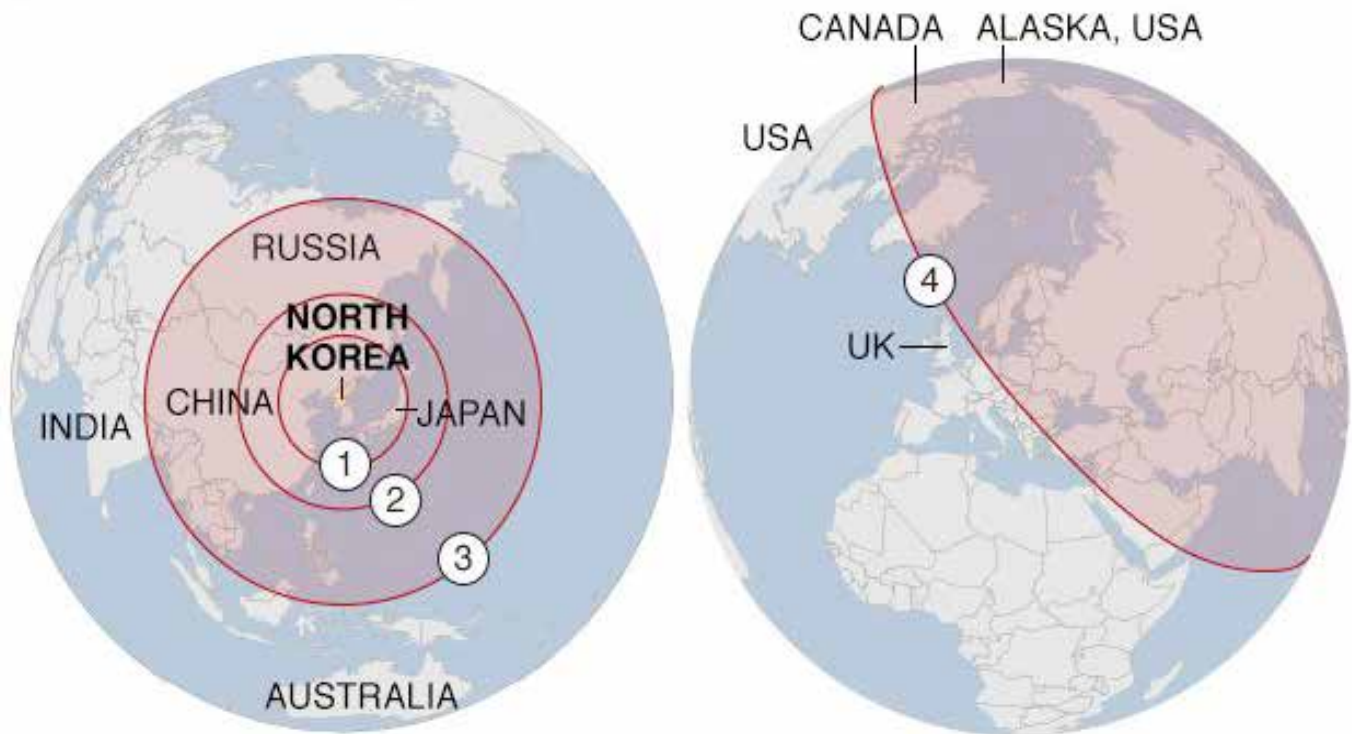 CANADA
ALASKA, USA
USA
RUSSIA
NORTH
KOREA
4
UK
CHINA
JAPAN
INDIA
1
2
3
AUSTRALIA